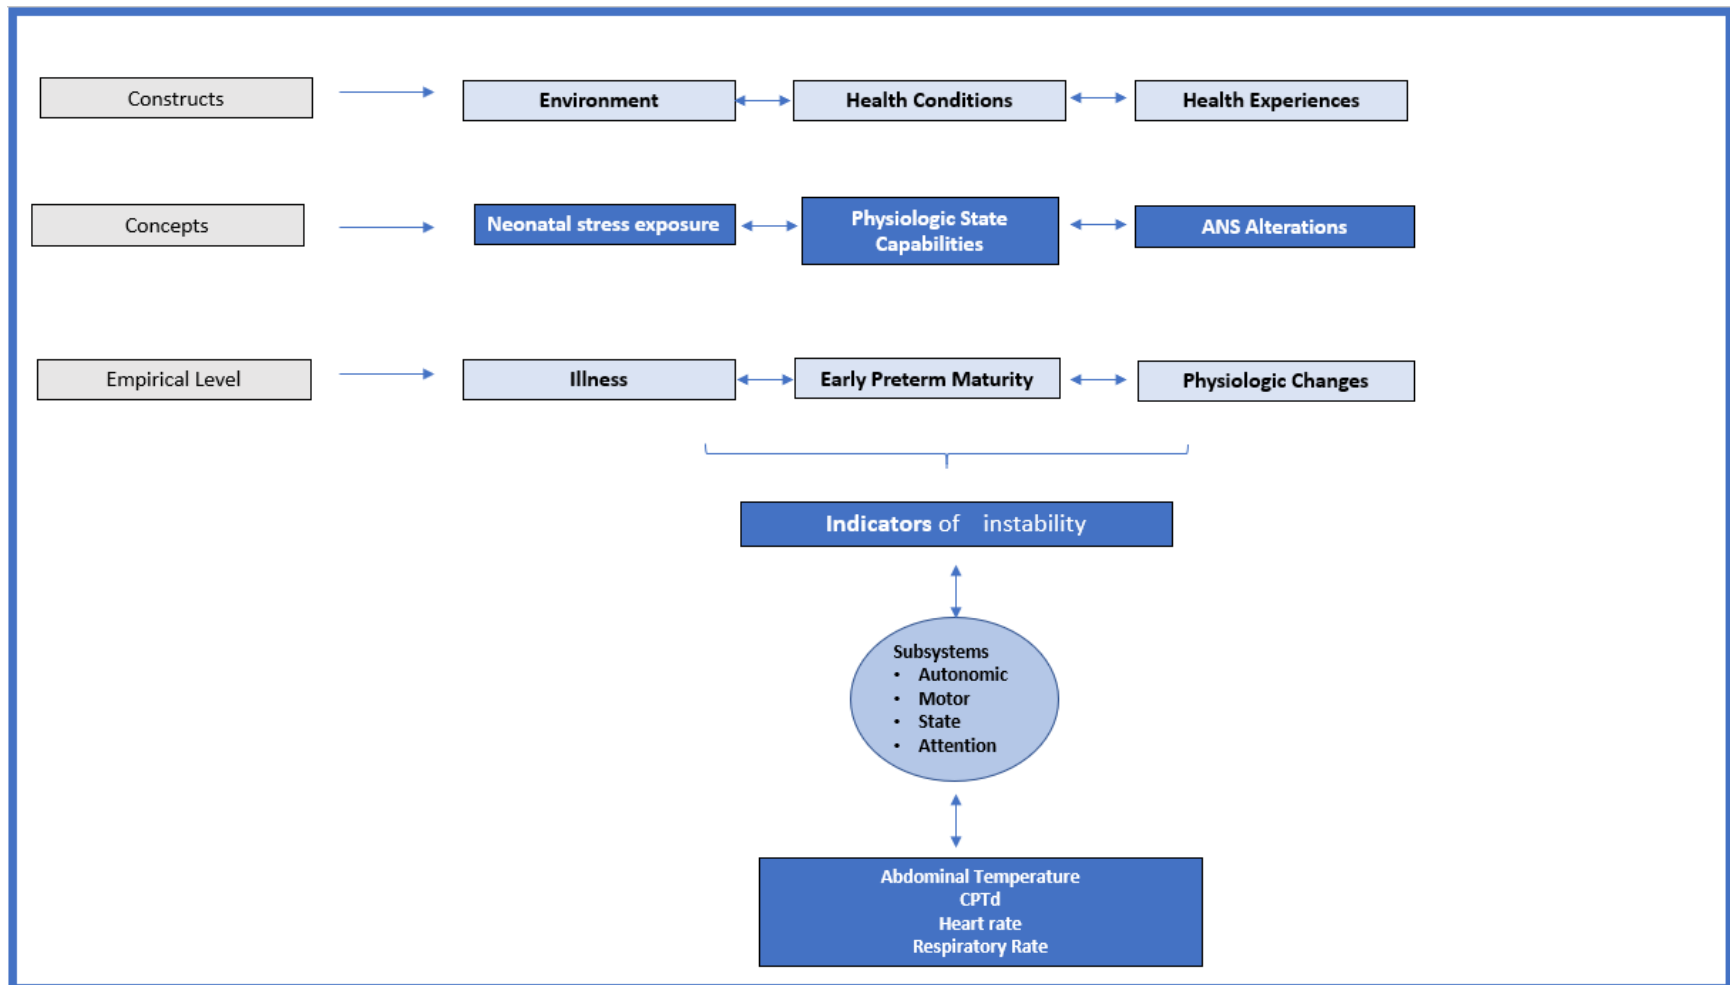 Constructs
Environment
Health Conditions
Health Experiences
Concepts
Neonatal stress exposure
Physiologic State
Capabilities
ANS Alterations
Empirical Level
Illness
Early Preterm Maturity
Physiologic Changes
Indicators of instability
Subsystems
• Autonomic
• Motor
• State
• Attention
Abdominal Temperature
CPTd
Heart rate
Respiratory Rate